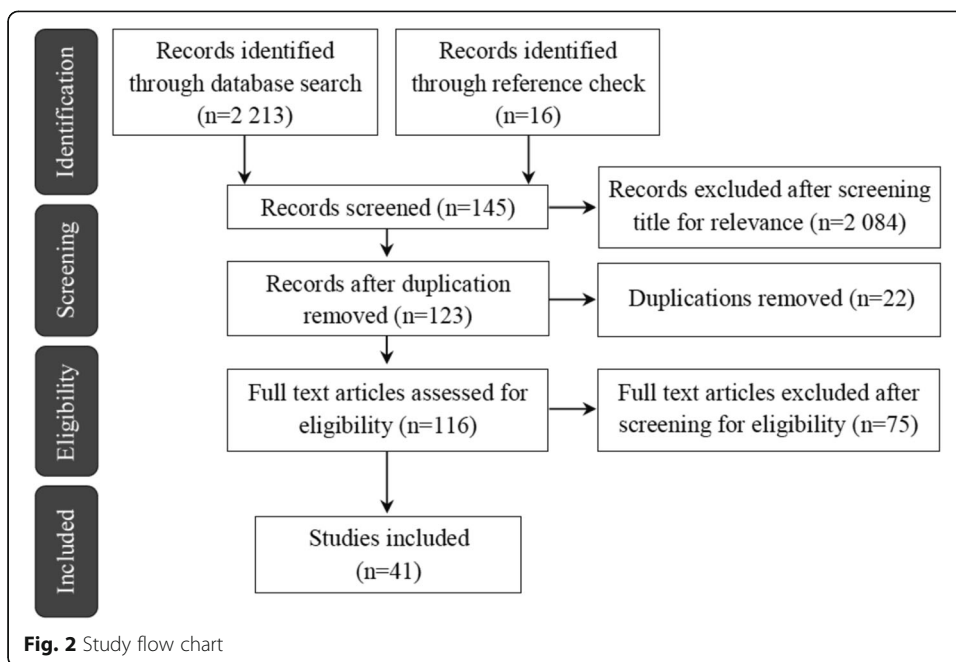 Identification
Records identified
through database search
(n=2 213)
Records identified
through reference check
(n=16)
Screening
Records screened (n=145)
Records excluded after screening
title for relevance (n=2 084)
Records after duplication
removed (n=123)
Duplications removed (n=22)
Eligibility
Full text articles assessed for
eligibility (n=116)
Full text articles excluded after
screening for eligibility (n=75)
Included
Studies included
(n=41)
Fig. 2 Study flow chart